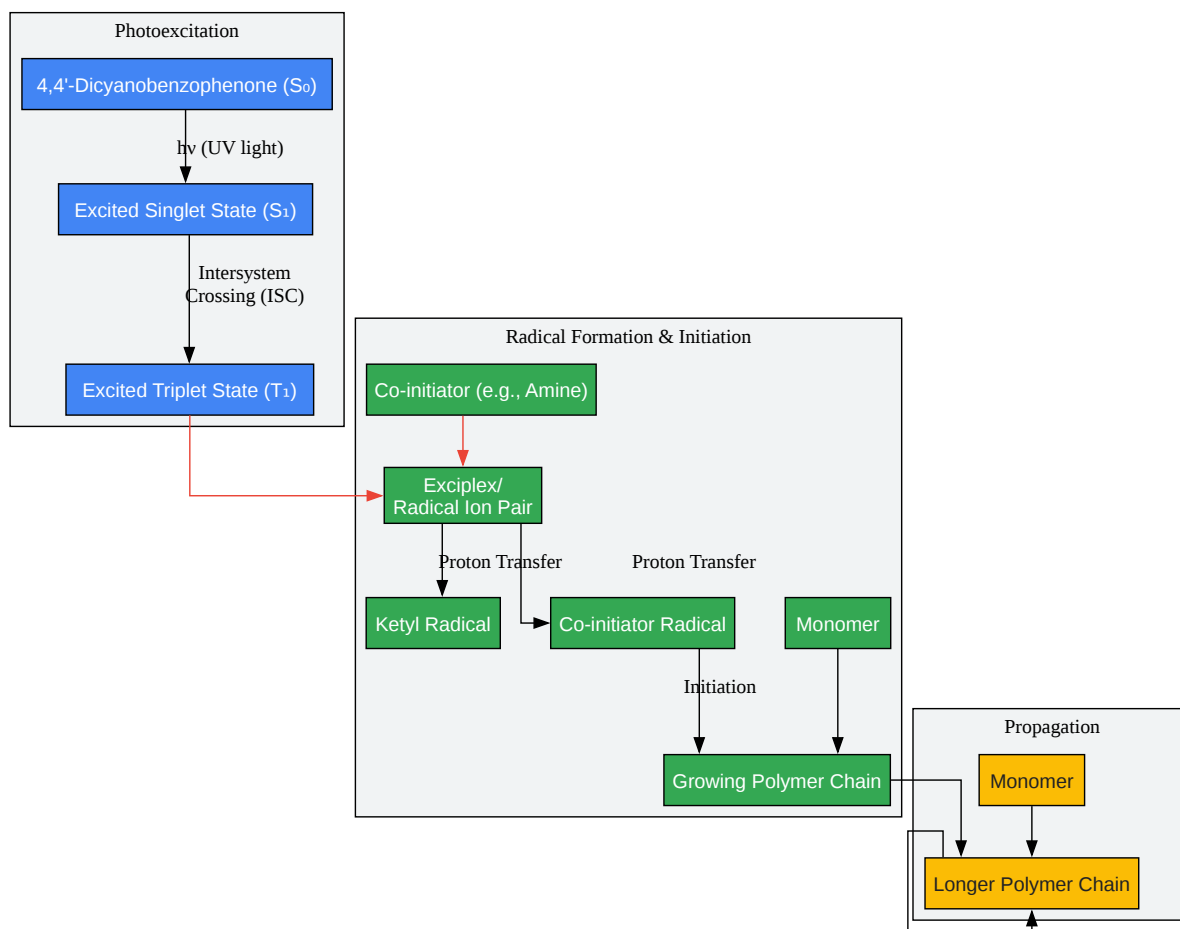 Photoexcitation
4,4'-Dicyanobenzophenone (S₀)
hν (UV light)
Excited Singlet State (S₁)
Intersystem
Crossing (ISC)
Excited Triplet State (T₁)
Radical Formation & Initiation
Co-initiator (e.g., Amine)
Exciplex/
Radical Ion Pair
Proton Transfer
Proton Transfer
Ketyl Radical
Co-initiator Radical
Monomer
Initiation
Growing Polymer Chain
Propagation
Monomer
Longer Polymer Chain